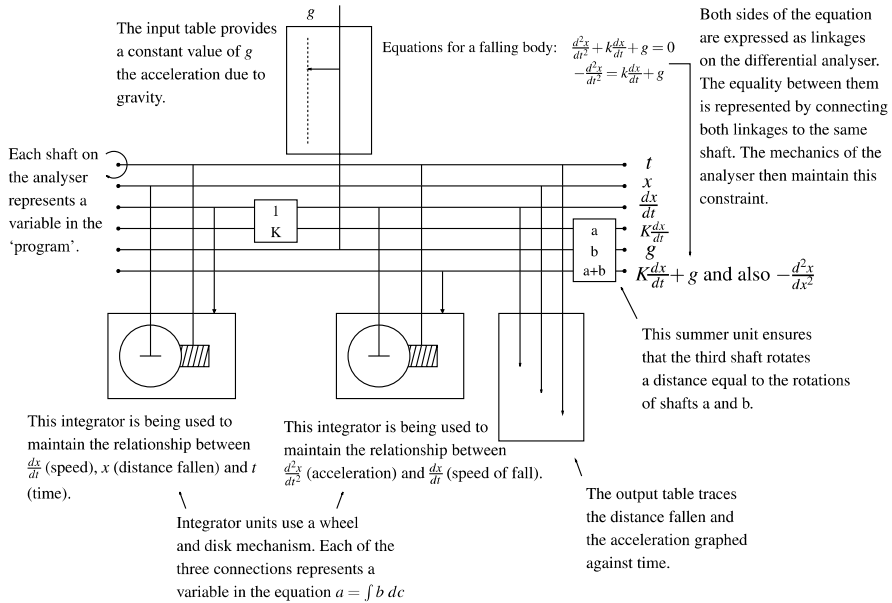 g
The input table provides
a constant value of g
the acceleration due to
gravity.
Equations for a falling body: d²x/dt² + k dx/dt + g = 0
−d²x/dt² = k dx/dt + g
Both sides of the equation
are expressed as linkages
on the differential analyser.
The equality between them
is represented by connecting
both linkages to the same
shaft. The mechanics of the
analyser then maintain this
constraint.
Each shaft on
the analyser
represents a
variable in the
‘program’.
t
x
dx/dt
K dx/dt
g
K dx/dt + g and also −d²x/dx²
1
K
a
b
a+b
This summer unit ensures
that the third shaft rotates
a distance equal to the rotations
of shafts a and b.
This integrator is being used to
maintain the relationship between
dx/dt (speed), x (distance fallen) and t
(time).
This integrator is being used to
maintain the relationship between
d²x/dt² (acceleration) and dx/dt (speed of fall).
Integrator units use a wheel
and disk mechanism. Each of the
three connections represents a
variable in the equation a = ∫ b dc
The output table traces
the distance fallen and
the acceleration graphed
against time.